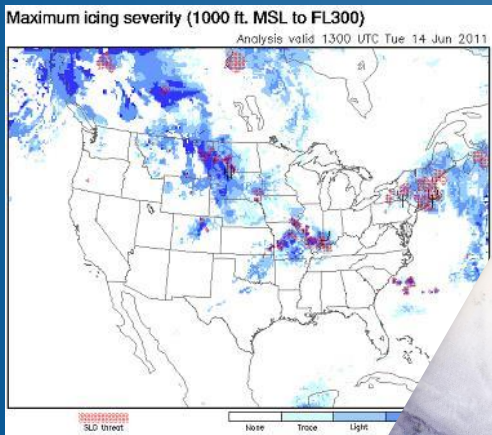 Maximum icing severity (1000 ft. MSL to FL300)
Analysis valid 1300 UTC Tue 14 Jun 2011
SLD threat
None Trace Light